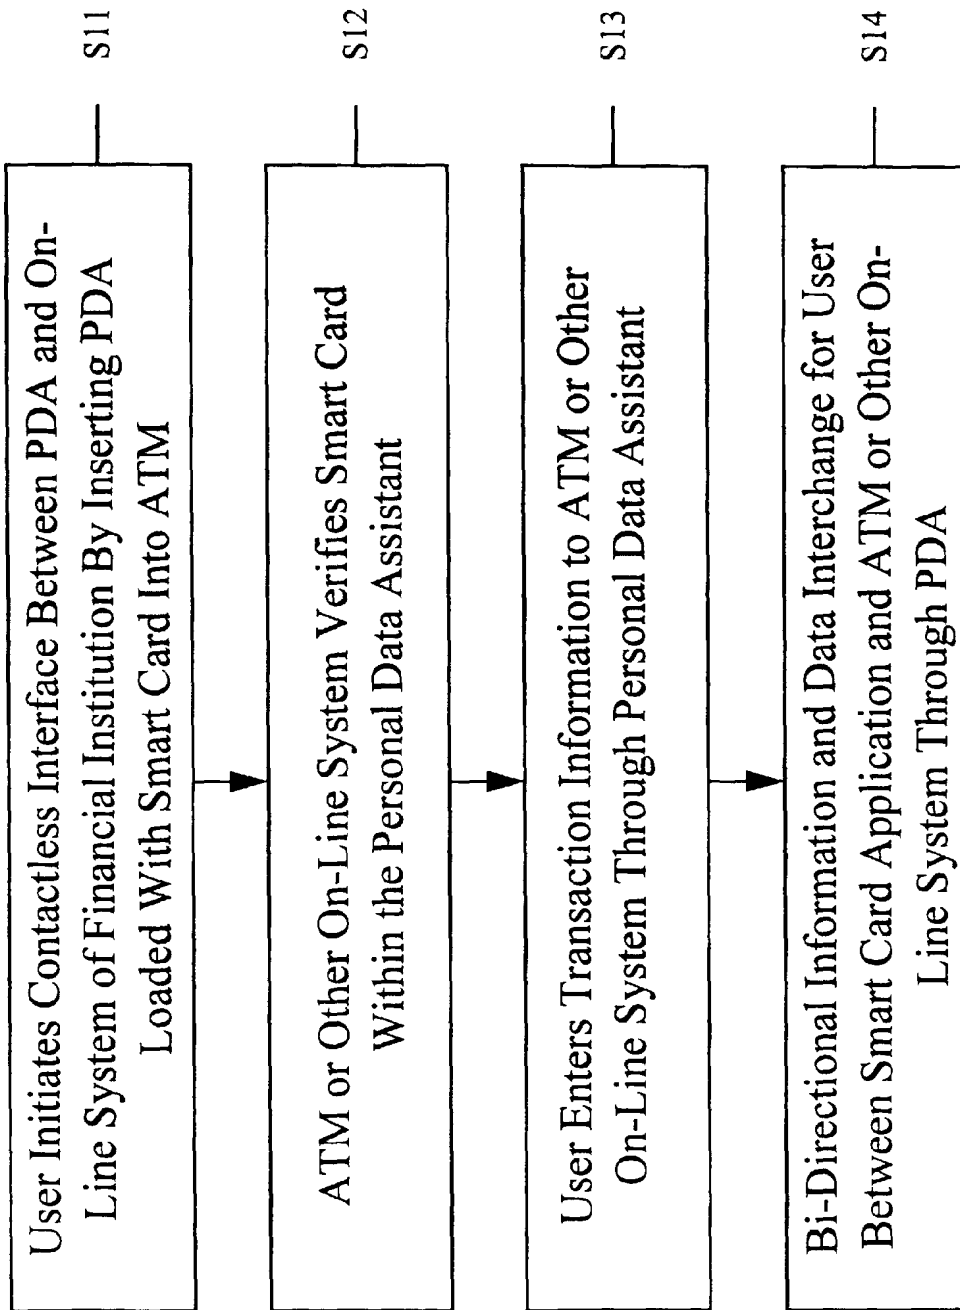 User Initiates Contactless Interface Between PDA and On-
Line System of Financial Institution By Inserting PDA
Loaded With Smart Card Into ATM
S11
ATM or Other On-Line System Verifies Smart Card
Within the Personal Data Assistant
S12
User Enters Transaction Information to ATM or Other
On-Line System Through Personal Data Assistant
S13
Bi-Directional Information and Data Interchange for User
Between Smart Card Application and ATM or Other On-
Line System Through PDA
S14